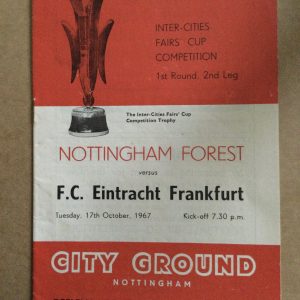 INTER-CITIES
FAIRS CUP
COMPETITION
1st Round, 2nd Leg
The Inter-Cities Fairs' Cup
Competition Trophy
NOTTINGHAM FOREST
versus
F.C. Eintracht Frankfurt
Tuesday, 17th October, 1967
Kick-off 7.30 p.m.
CITY GROUND
NOTTINGHAM